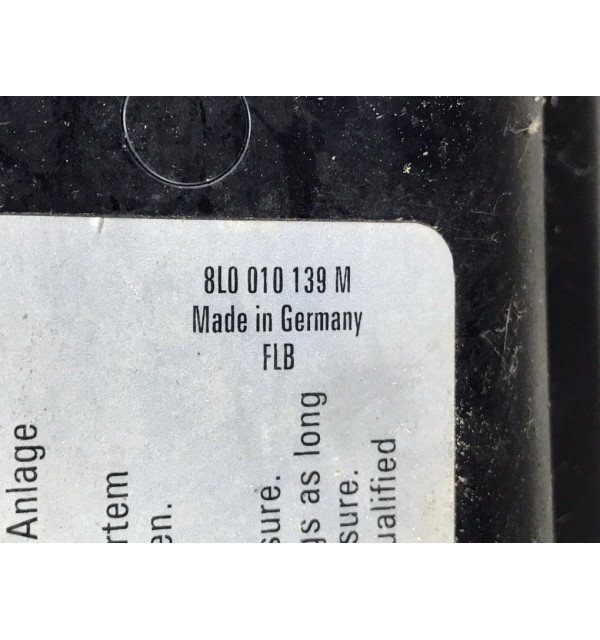 8L0 010 139 M
Made in Germany
FLB
Anlage
rtem
en.
sure.
gs as long
sure.
ualified